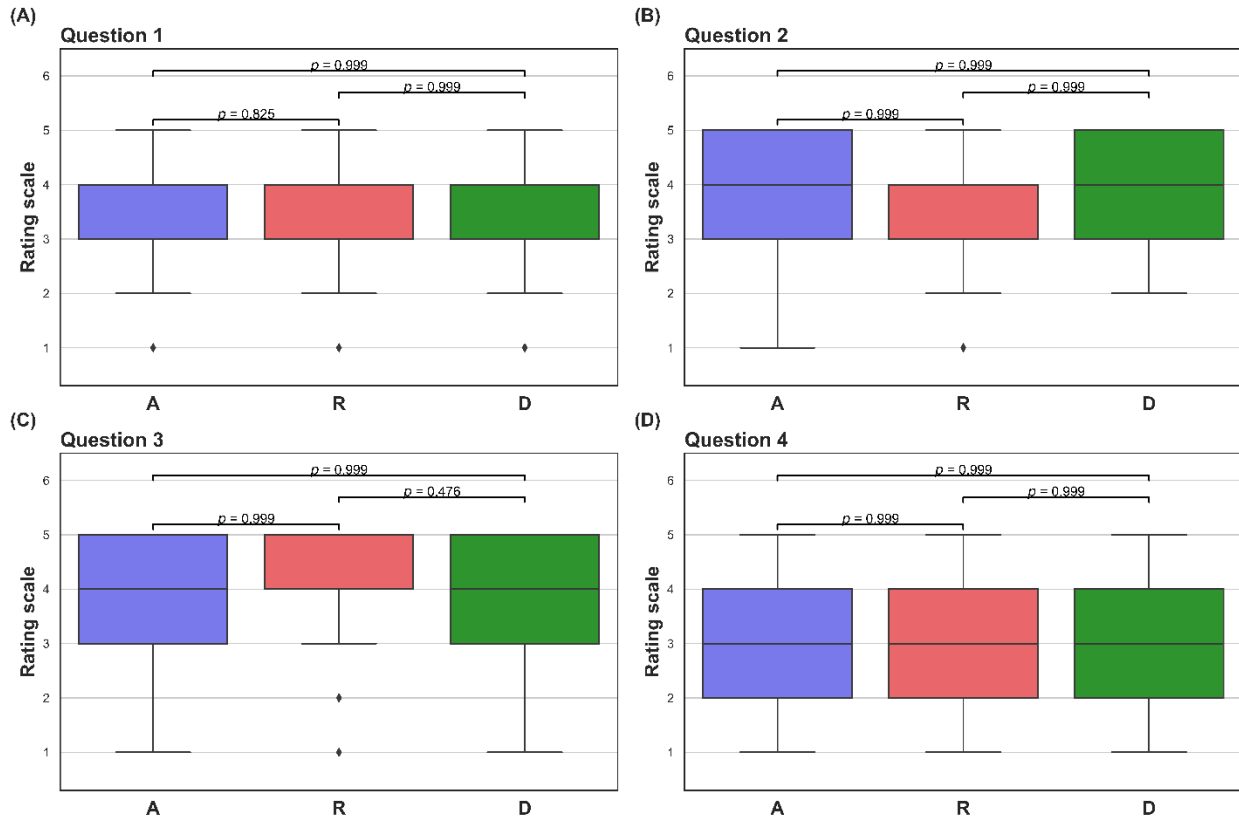 (A)
Question 1
p = 0.999
p = 0.999
p = 0.825
Rating scale
6
5
4
3
2
1
A R D
(B)
Question 2
p = 0.999
p = 0.999
p = 0.999
Rating scale
6
5
4
3
2
1
A R D
(C)
Question 3
p = 0.999
p = 0.476
p = 0.999
Rating scale
6
5
4
3
2
1
A R D
(D)
Question 4
p = 0.999
p = 0.999
p = 0.999
Rating scale
6
5
4
3
2
1
A R D